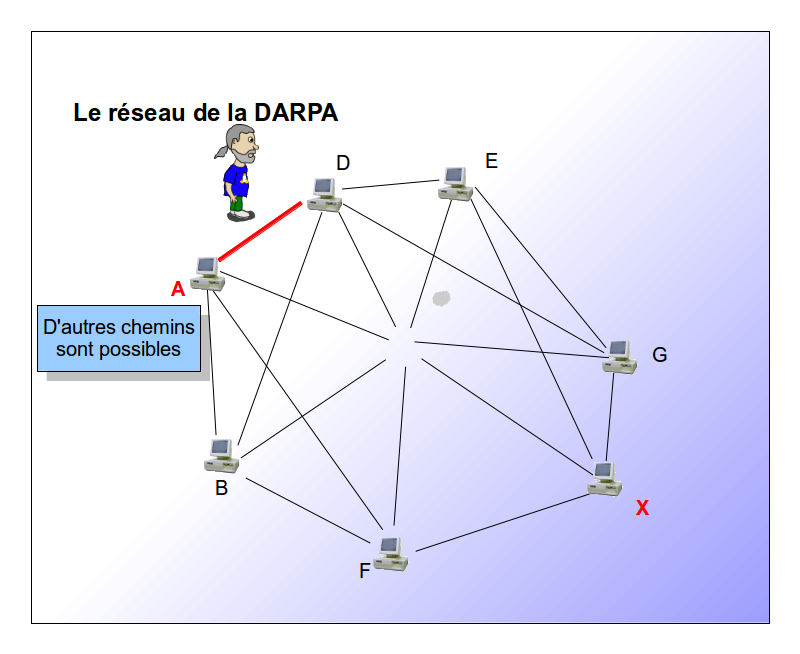 Le réseau de la DARPA
D
E
A
D'autres chemins
sont possibles
G
B
X
F